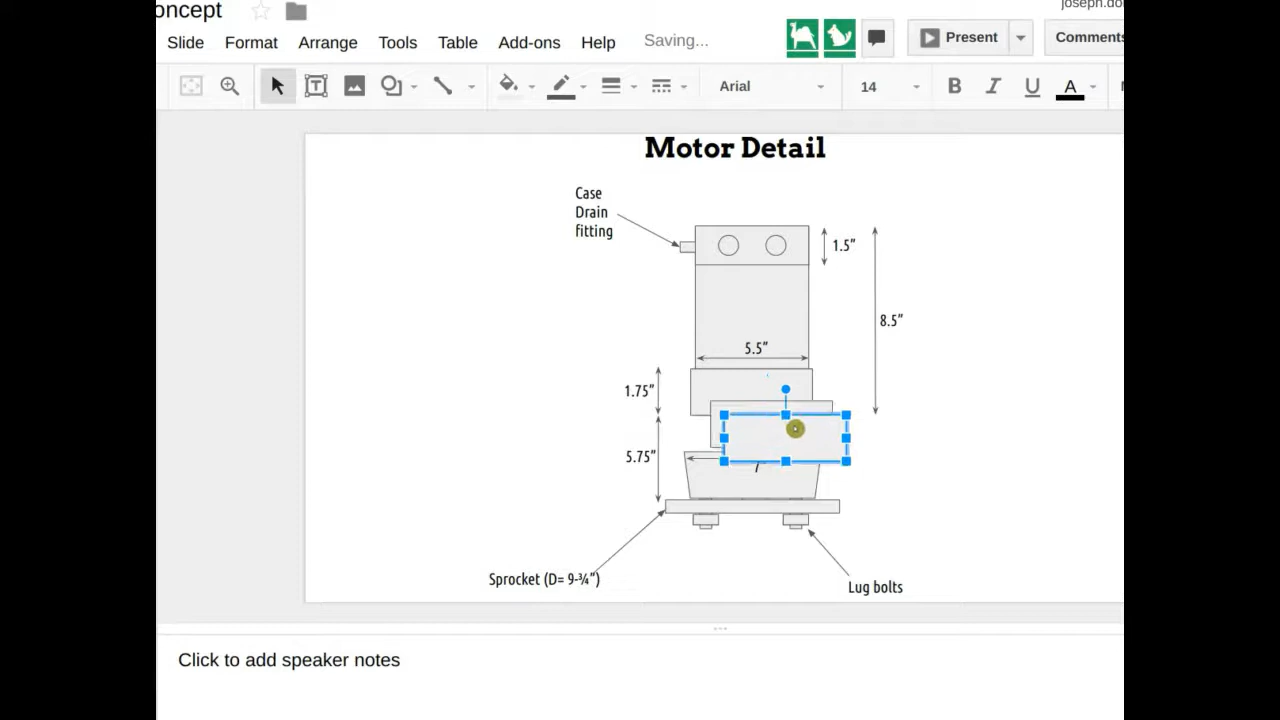 oncept
joseph.do
Slide Format Arrange Tools Table Add-ons Help Saving...
Present
Comments
Arial
14
B I U A
Motor Detail
Case
Drain
fitting
1.5”
8.5”
5.5”
1.75”
5.75”
Sprocket (D= 9-¾”)
Lug bolts
Click to add speaker notes